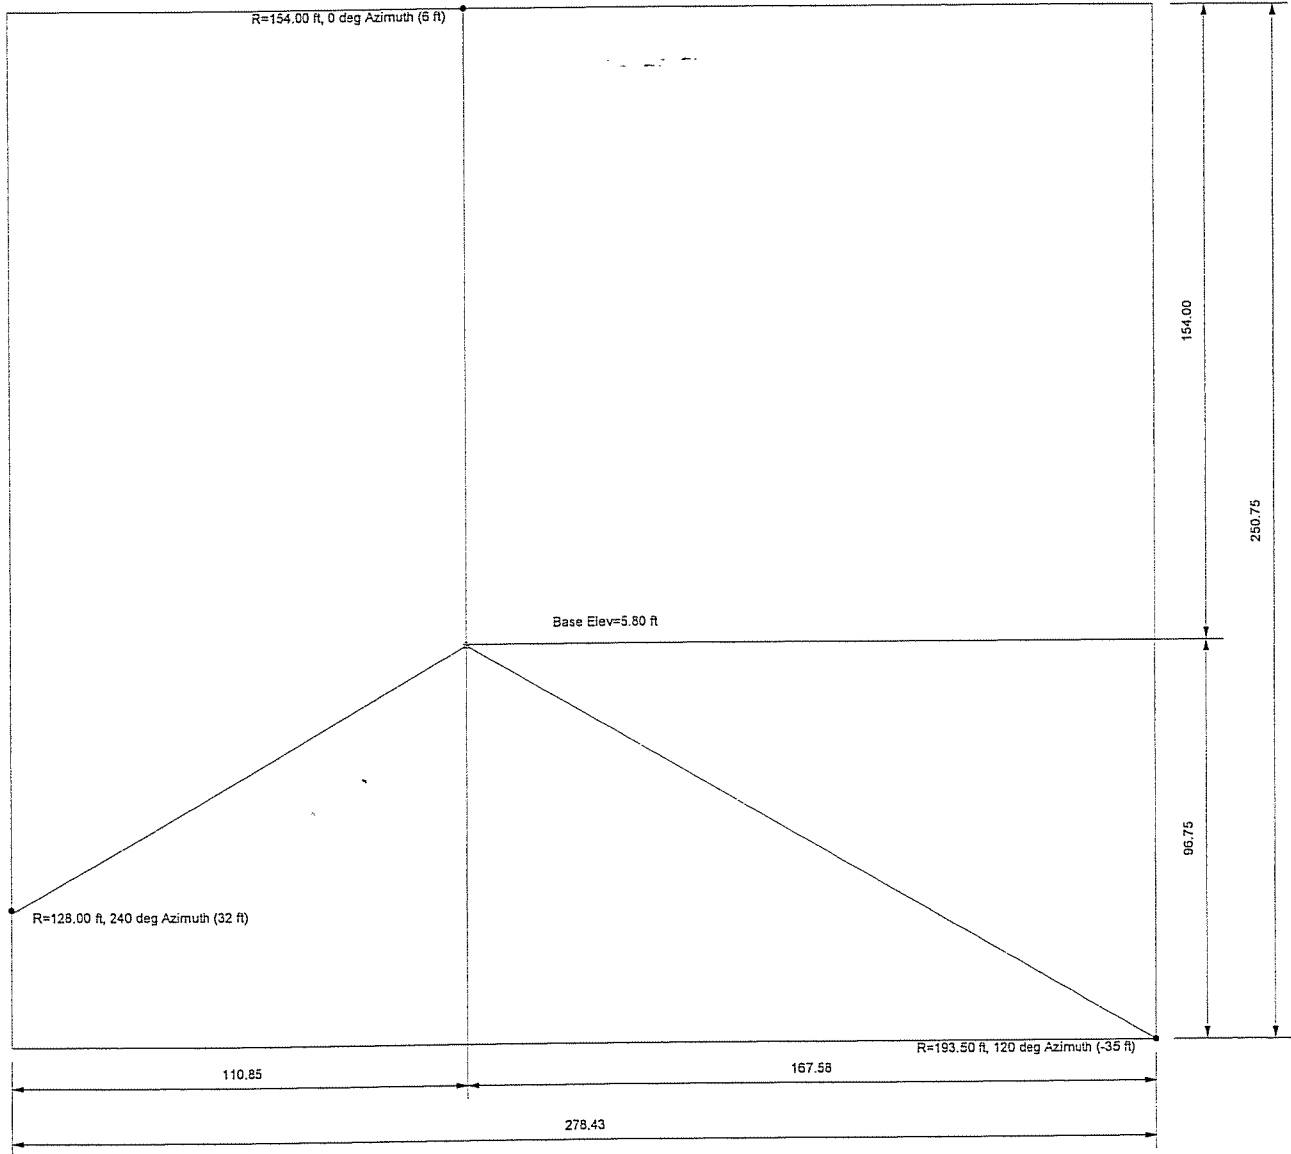 R=154.00 ft, 0 deg Azimuth (6 ft)
154.00
250.75
Base Elev=5.80 ft
96.75
R=128.00 ft, 240 deg Azimuth (32 ft)
R=193.50 ft, 120 deg Azimuth (-35 ft)
110.85
167.58
278.43